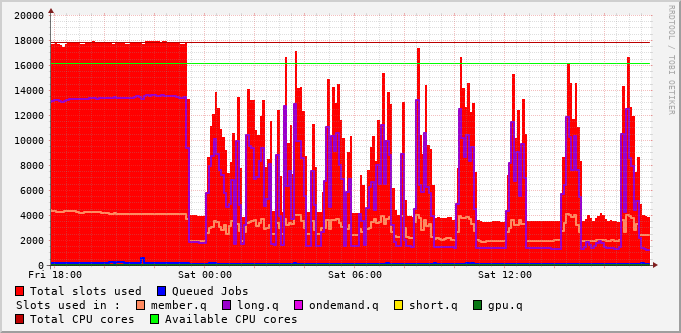 20000
18000
16000
14000
12000
10000
8000
6000
4000
2000
0
Fri 18:00 Sat 00:00 Sat 06:00 Sat 12:00
RRDTOOL / TOBI OETIKER
Total slots used Queued Jobs
Slots used in : member.q long.q ondemand.q short.q gpu.q
Total CPU cores Available CPU cores